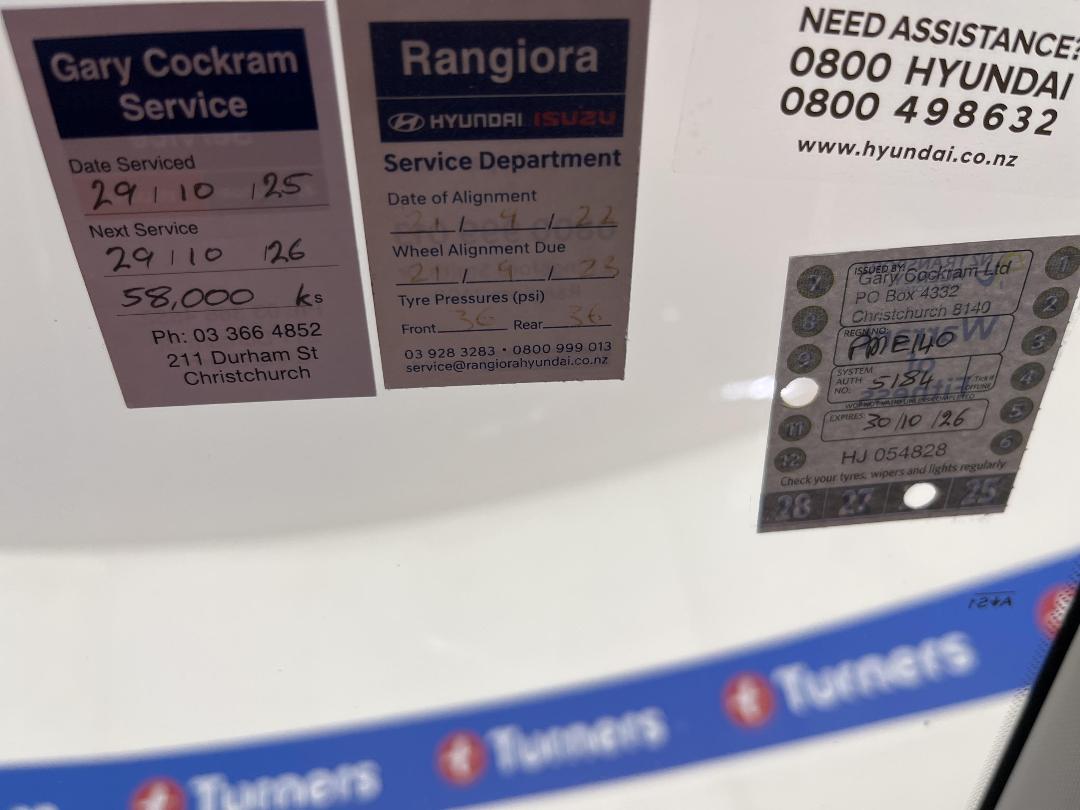 Gary Cockram
Service
Date Serviced
29 / 10 / 25
Next Service
29 / 10 26
58,000 ks
Ph: 03 366 4852
211 Durham St
Christchurch
Rangiora
HYUNDAI ISUZU
Service Department
Date of Alignment
21 / 9 / 22
Wheel Alignment Due
21 / 9 / 23
Tyre Pressures (psi)
Front 36 Rear 36
03 928 3283 • 0800 999 013
service@rangiorahyundai.co.nz
NEED ASSISTANCE?
0800 HYUNDAI
0800 498632
www.hyundai.co.nz
ISSUED BY:
Gary Cockram Ltd
PO Box 4332
Christchurch 8140
REGN NO:
PME140
SYSTEM
AUTH
NO: 5184
Tick if
OFFLINE
EXPIRES: 30/10/26
HJ 054828
Check your tyres, wipers and lights regularly
7 8 9 11 12
1 2 3 4 5 6
28 27 25
Turners
Turners
Turners